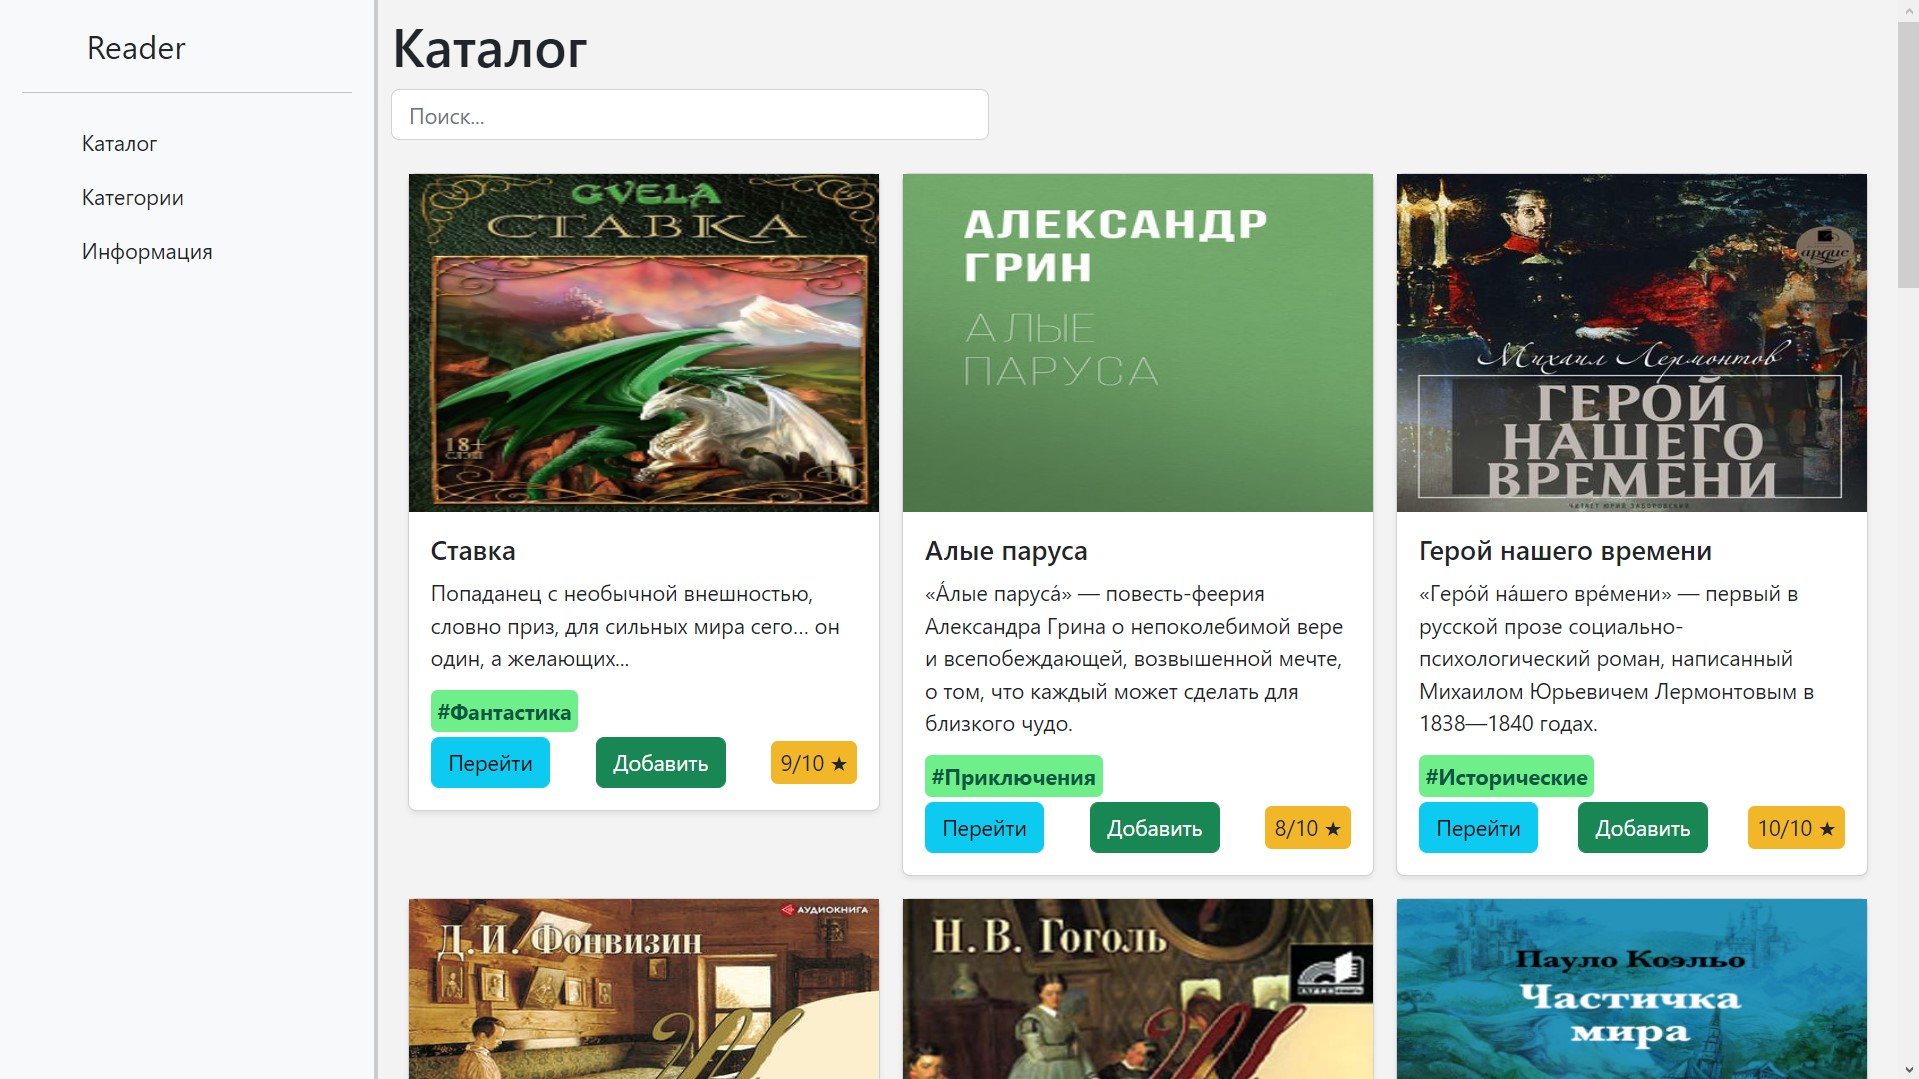 Reader
Каталог
Категории
Информация
Каталог
Поиск...
GVELA
СТАВКА
18+
Ставка
Попаданец с необычной внешностью,
словно приз, для сильных мира сего... он
один, а желающих...
#Фантастика
Перейти
Добавить
9/10 ★
АЛЕКСАНДР
ГРИН
АЛЫЕ
ПАРУСА
Алые паруса
«А́лые паруса́» — повесть-феерия
Александра Грина о непоколебимой вере
и всепобеждающей, возвышенной мечте,
о том, что каждый может сделать для
близкого чудо.
#Приключения
Перейти
Добавить
8/10 ★
ардис
Михаил Лермонтов
ГЕРОЙ
НАШЕГО
ВРЕМЕНИ
ЧИТАЕТ ЮРИЙ ЗАБОРОВСКИЙ
Герой нашего времени
«Геро́й на́шего вре́мени» — первый в
русской прозе социально-
психологический роман, написанный
Михаилом Юрьевичем Лермонтовым в
1838—1840 годах.
#Исторические
Перейти
Добавить
10/10 ★
АУДИОКНИГА
Д.И. Фонвизин
Н.В. Гоголь
Пауло Коэльо
Частичка
мира